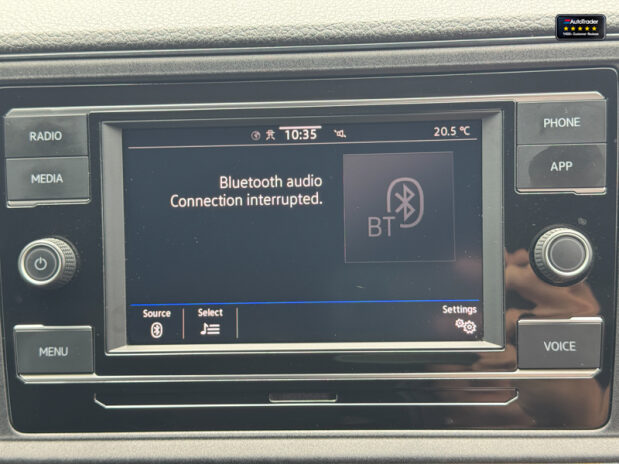 AutoTrader
RADIO
MEDIA
MENU
10:35
20.5 °C
Bluetooth audio
Connection interrupted.
BT
Source
Select
Settings
PHONE
APP
VOICE